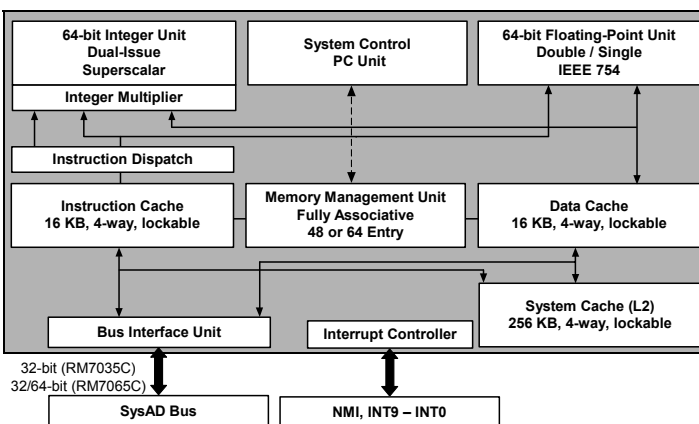 64-bit Integer Unit
Dual-Issue
Superscalar
Integer Multiplier
System Control
PC Unit
64-bit Floating-Point Unit
Double / Single
IEEE 754
Instruction Dispatch
Instruction Cache
16 KB, 4-way, lockable
Memory Management Unit
Fully Associative
48 or 64 Entry
Data Cache
16 KB, 4-way, lockable
System Cache (L2)
256 KB, 4-way, lockable
Bus Interface Unit
Interrupt Controller
32-bit (RM7035C)
32/64-bit (RM7065C)
SysAD Bus
NMI, INT9 – INT0